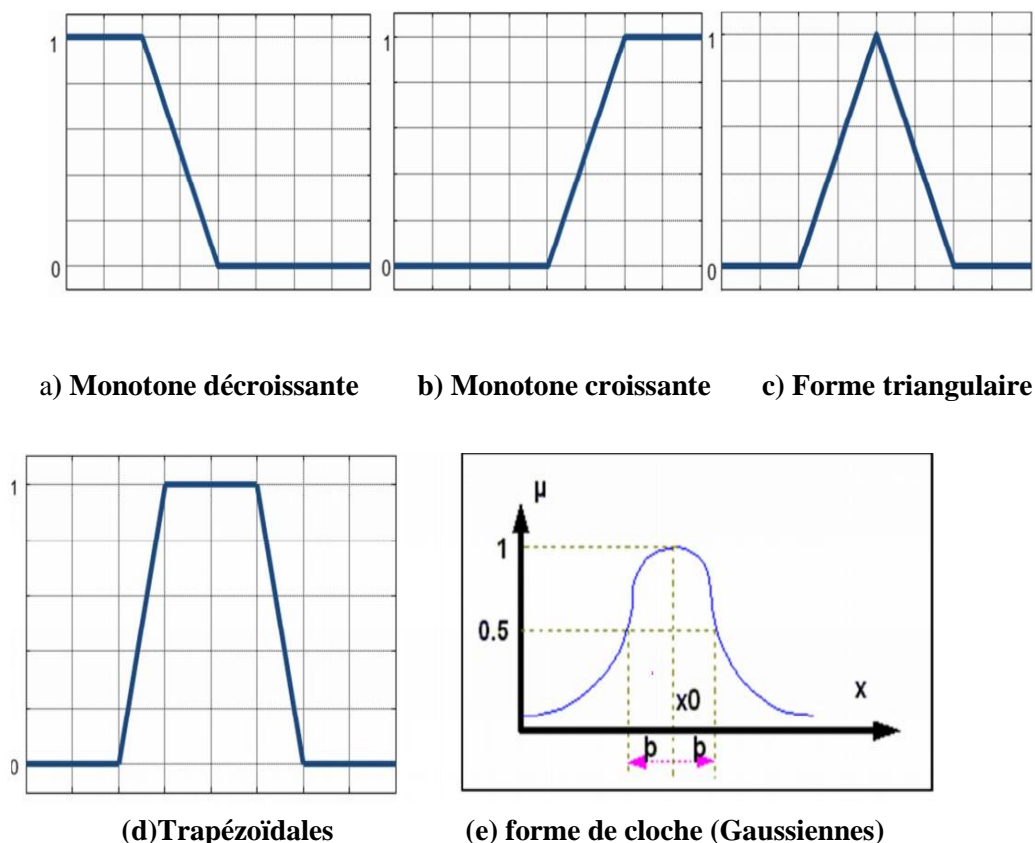 1
0
1
0
1
0
a) Monotone décroissante
b) Monotone croissante
c) Forme triangulaire
1
0
µ
1
0.5
x0
x
b b
(d)Trapézoïdales
(e) forme de cloche (Gaussiennes)